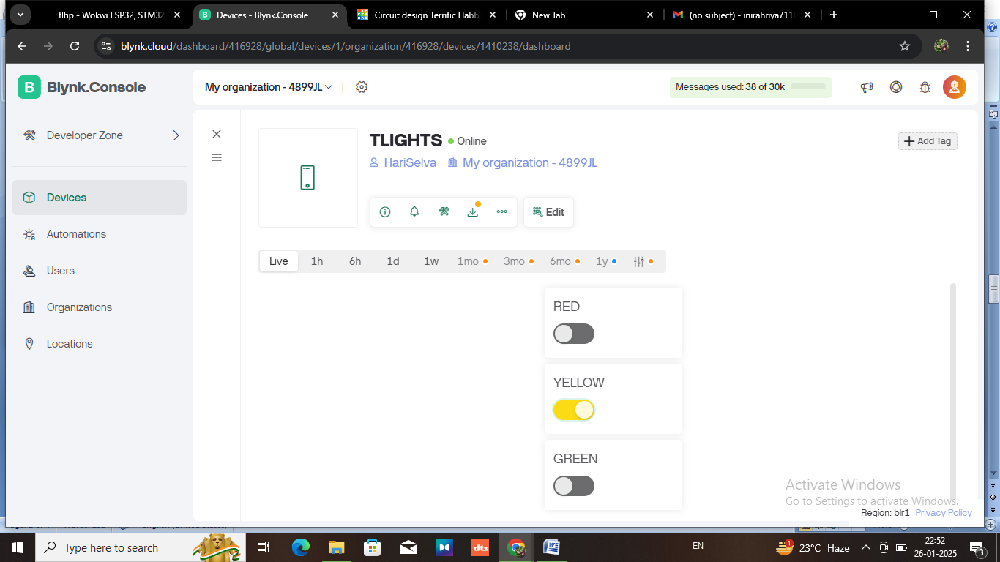 tlhp - Wokwi ESP32, STM32
Devices - Blynk.Console
Circuit design Terrific Habb
New Tab
(no subject) - inirahriya711
blynk.cloud/dashboard/416928/global/devices/1/organization/416928/devices/1410238/dashboard
B Blynk.Console
My organization - 4899JL
Messages used: 38 of 30k
Developer Zone
Devices
Automations
Users
Organizations
Locations
TLIGHTS Online
HariSelva My organization - 4899JL
Add Tag
Edit
Live 1h 6h 1d 1w 1mo 3mo 6mo 1y
RED
YELLOW
GREEN
Activate Windows
Go to Settings to activate Windows.
Region: blr1 Privacy Policy
Type here to search
dts
W
EN
1
23°C Haze
22:52
26-01-2025
3